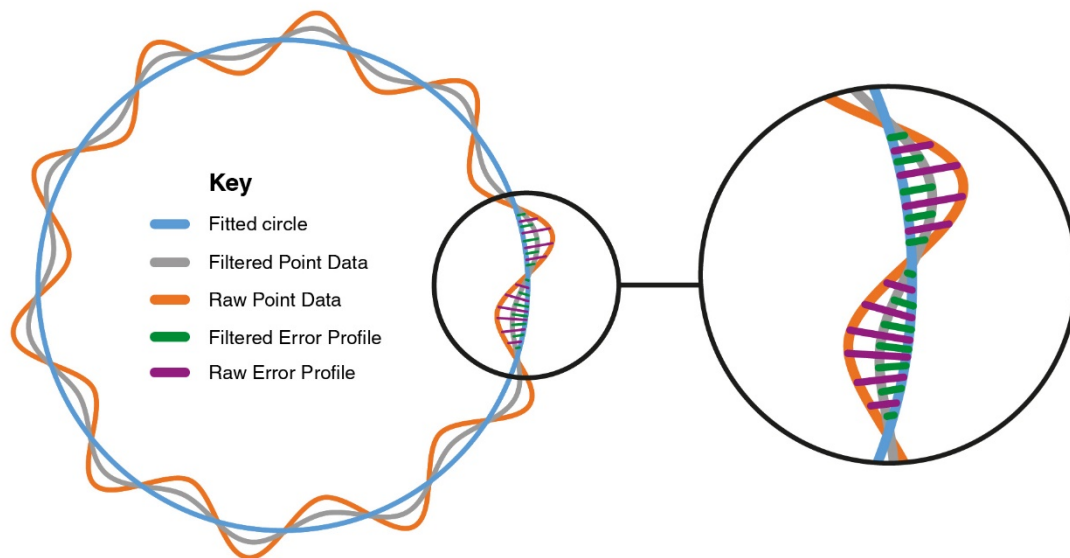 Key
Fitted circle
Filtered Point Data
Raw Point Data
Filtered Error Profile
Raw Error Profile